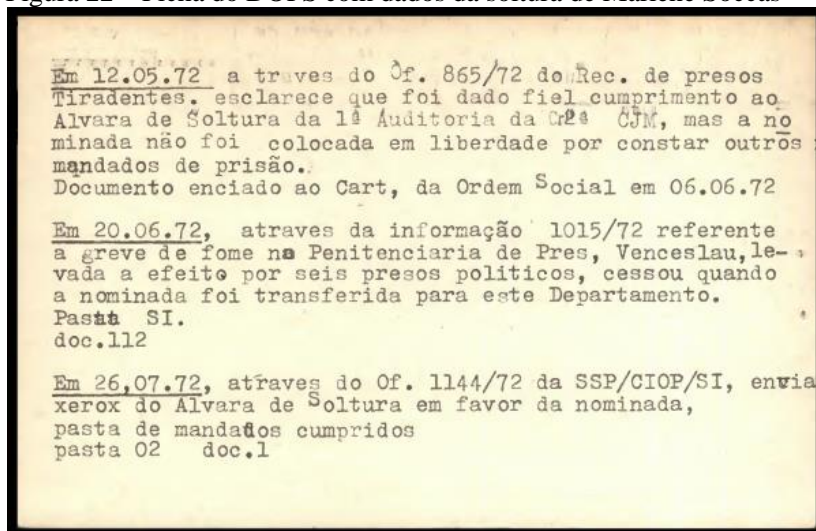 Figura 22 – Ficha do DOPS com dados da soltura de Marlene Soccas
Em 12.05.72 a traves do Of. 865/72 do Rec. de presos
Tiradentes. esclarece que foi dado fiel cumprimento ao
Alvara de Soltura da 1ª Auditoria da 2ª CJM, mas a no
minada não foi colocada em liberdade por constar outros
mandados de prisão.
Documento enciado ao Cart, da Ordem Social em 06.06.72
Em 20.06.72, atraves da informação 1015/72 referente
a greve de fome na Penitenciaria de Pres, Venceslau, le-
vada a efeito por seis presos politicos, cessou quando
a nominada foi transferida para este Departamento.
Pasta SI.
doc.112
Em 26,07.72, atraves do Of. 1144/72 da SSP/CIOP/SI, envia
xerox do Alvara de Soltura em favor da nominada,
pasta de mandados cumpridos
pasta 02 doc.1